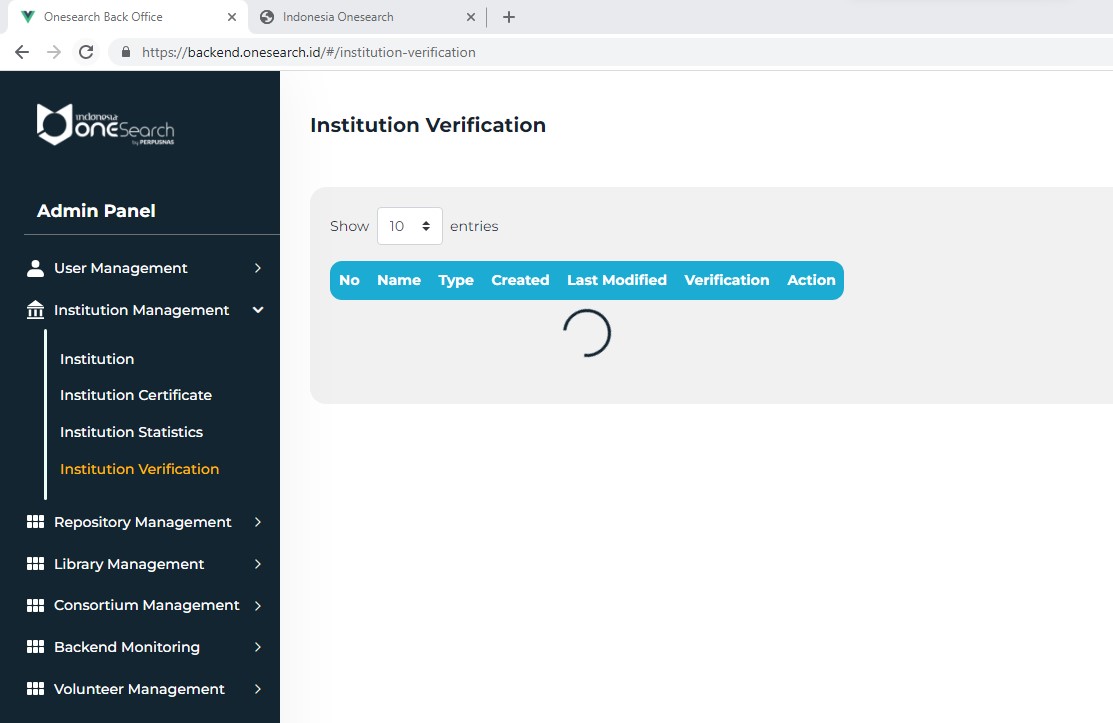 Onesearch Back Office
Indonesia Onesearch
https://backend.onesearch.id/#/institution-verification
indonesia
oneSearch
by PERPUSNAS
Institution Verification
Admin Panel
Show 10 entries
No Name Type Created Last Modified Verification Action
User Management
Institution Management
Institution
Institution Certificate
Institution Statistics
Institution Verification
Repository Management
Library Management
Consortium Management
Backend Monitoring
Volunteer Management